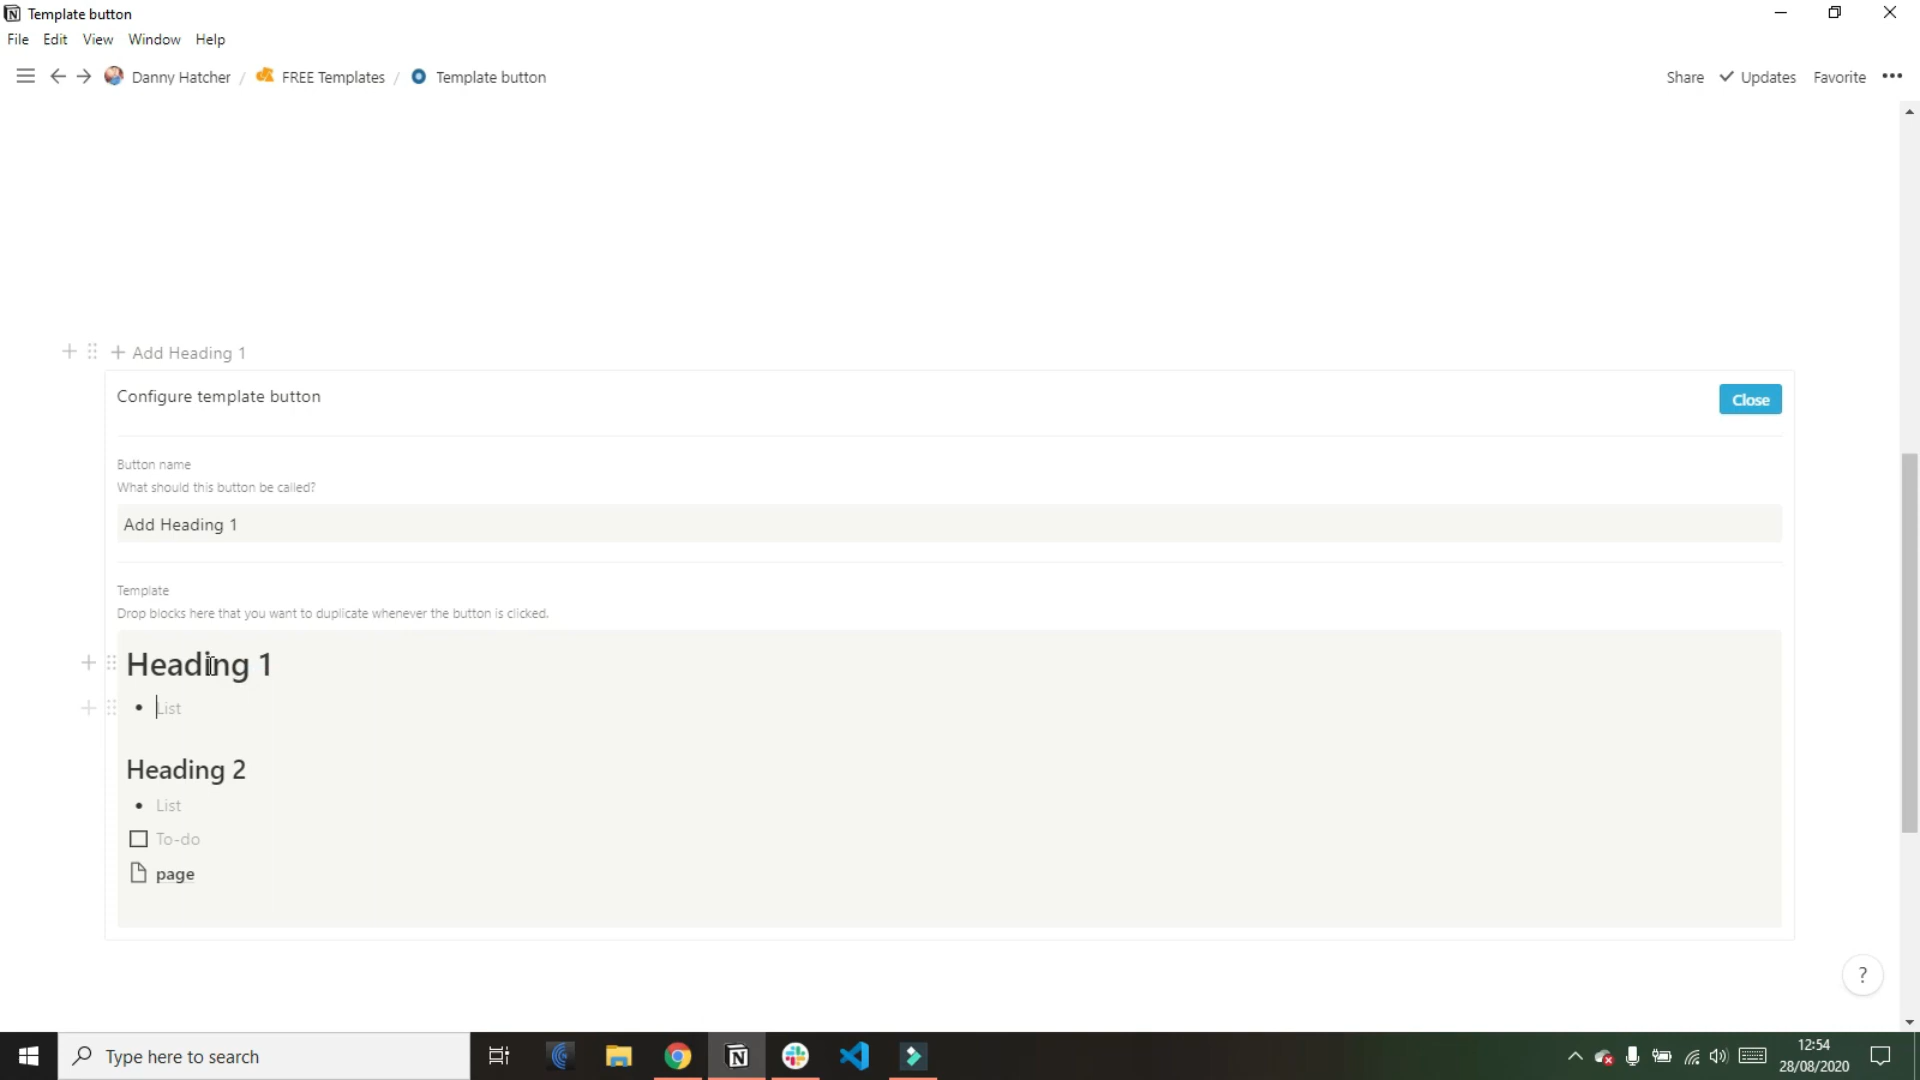 Template button
File Edit View Window Help
Danny Hatcher / FREE Templates / Template button Share Updates Favorite
Add Heading 1
Configure template button Close
Button name
What should this button be called?
Add Heading 1
Template
Drop blocks here that you want to duplicate whenever the button is clicked.
Heading 1
• List
Heading 2
• List
To-do
page
?
Type here to search
12:54
28/08/2020